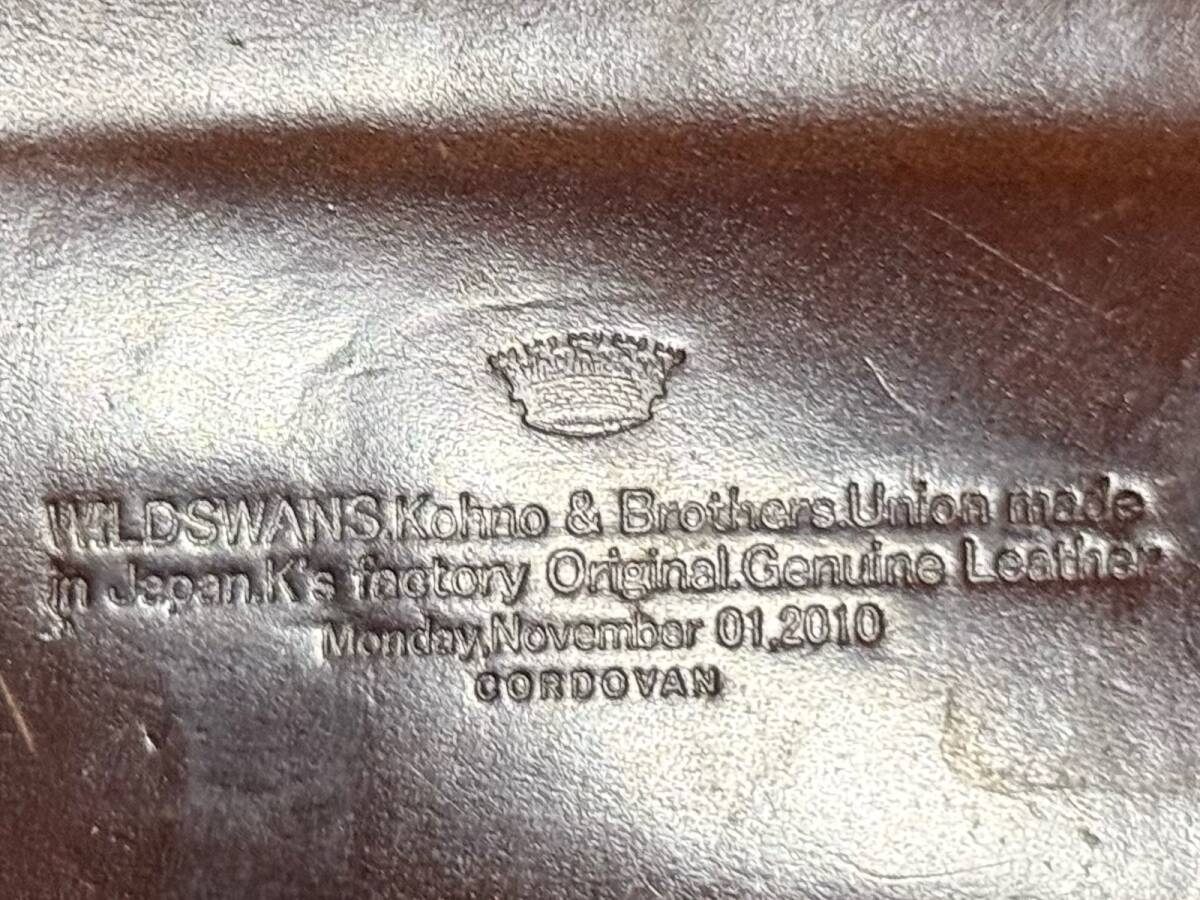 WILDSWANS.Kohno & Brothers.Union made
in Japan.K's factory Original.Genuine Leather
Monday,November 01,2010
CORDOVAN